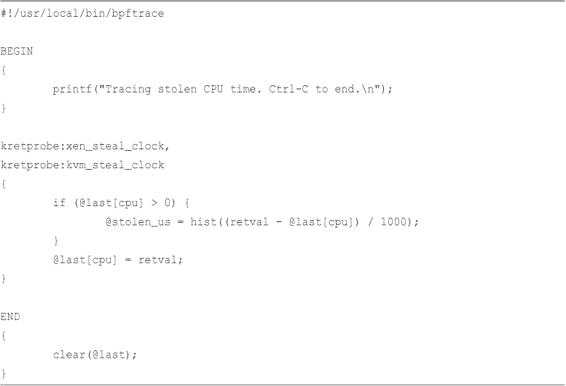 #!/usr/local/bin/bpftrace

BEGIN
{
        printf("Tracing stolen CPU time. Ctrl-C to end.\n");
}

kretprobe:xen_steal_clock,
kretprobe:kvm_steal_clock
{
        if (@last[cpu] > 0) {
                @stolen_us = hist((retval - @last[cpu]) / 1000);
        }
        @last[cpu] = retval;
}

END
{
        clear(@last);
}